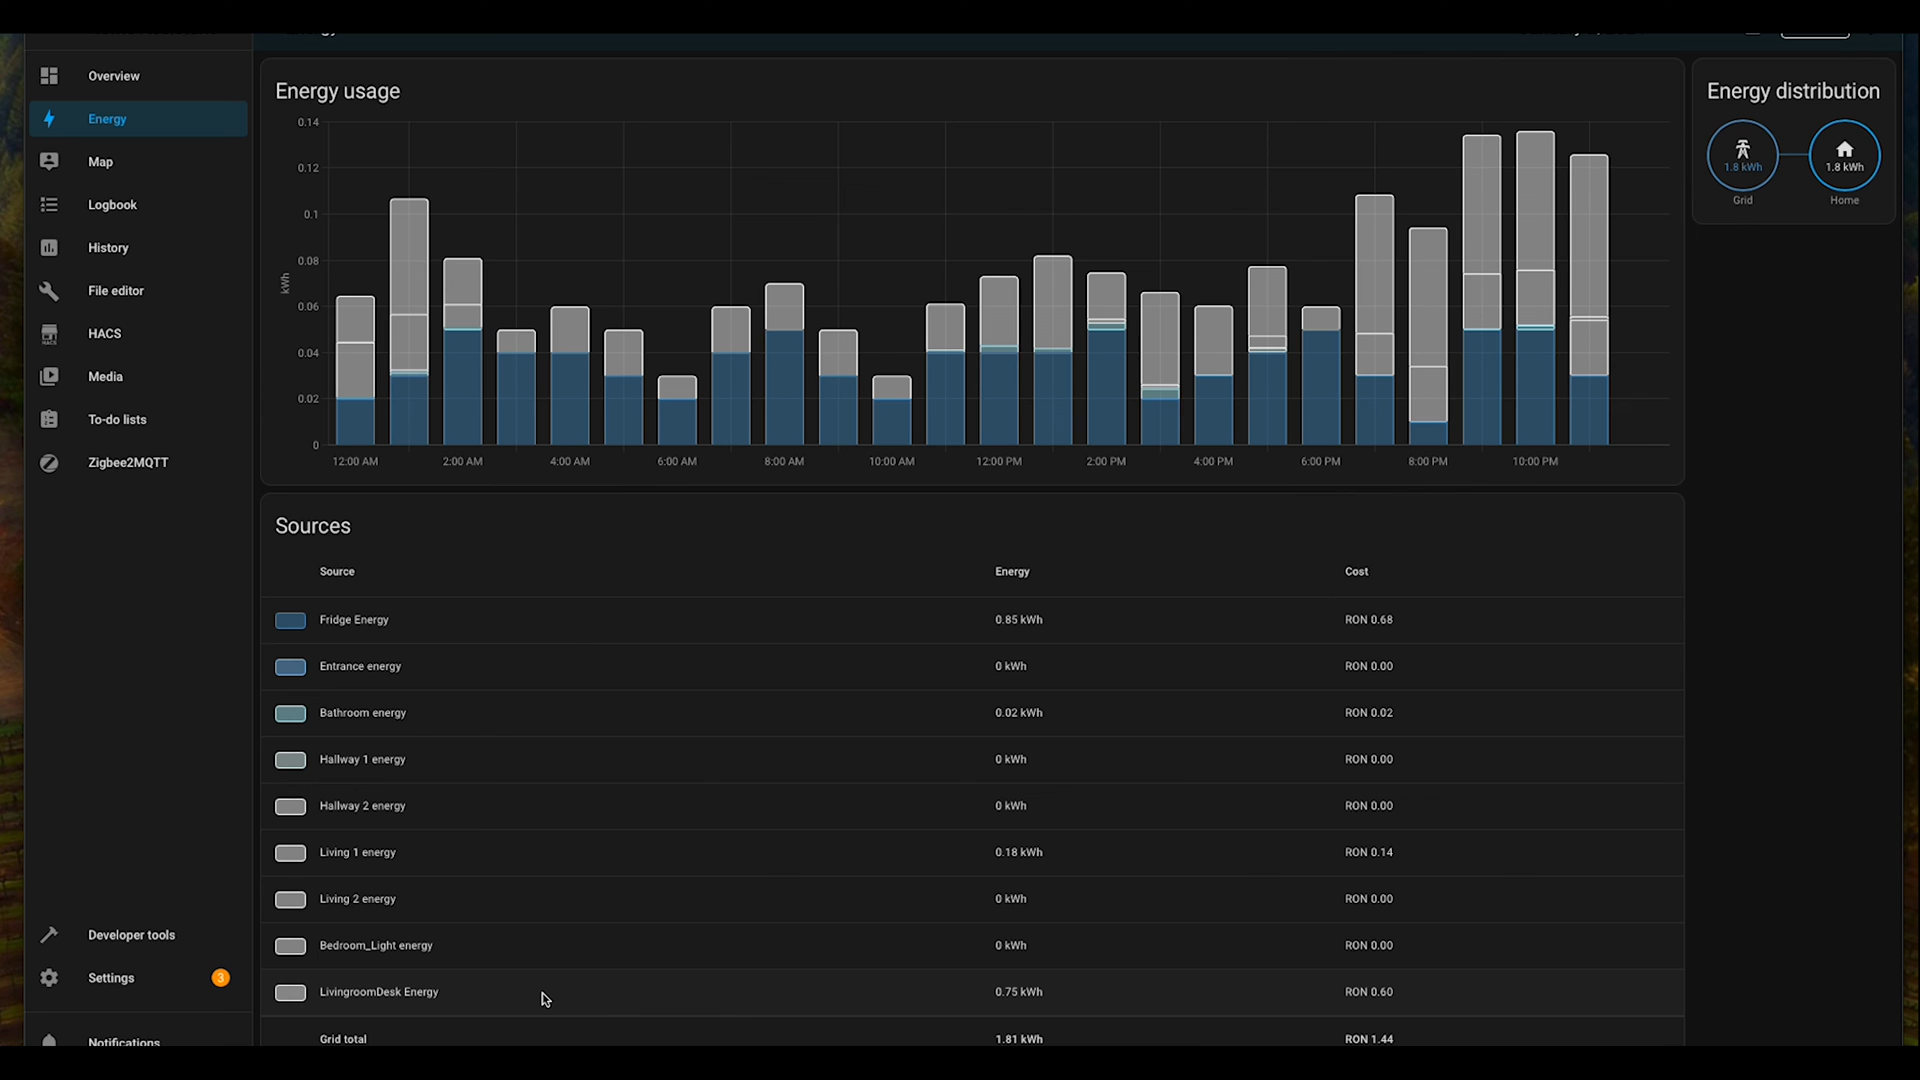 Overview
Energy
Map
Logbook
History
File editor
HACS
HACS
Media
To-do lists
Zigbee2MQTT
Developer tools
Settings
3
Notifications
Energy usage
kWh
0.14
0.12
0.1
0.08
0.06
0.04
0.02
0
12:00 AM 2:00 AM 4:00 AM 6:00 AM 8:00 AM 10:00 AM 12:00 PM 2:00 PM 4:00 PM 6:00 PM 8:00 PM 10:00 PM
Energy distribution
1.8 kWh 1.8 kWh
Grid Home
Sources
Source Energy Cost
Fridge Energy 0.85 kWh RON 0.68
Entrance energy 0 kWh RON 0.00
Bathroom energy 0.02 kWh RON 0.02
Hallway 1 energy 0 kWh RON 0.00
Hallway 2 energy 0 kWh RON 0.00
Living 1 energy 0.18 kWh RON 0.14
Living 2 energy 0 kWh RON 0.00
Bedroom_Light energy 0 kWh RON 0.00
LivingroomDesk Energy 0.75 kWh RON 0.60
Grid total 1.81 kWh RON 1.44